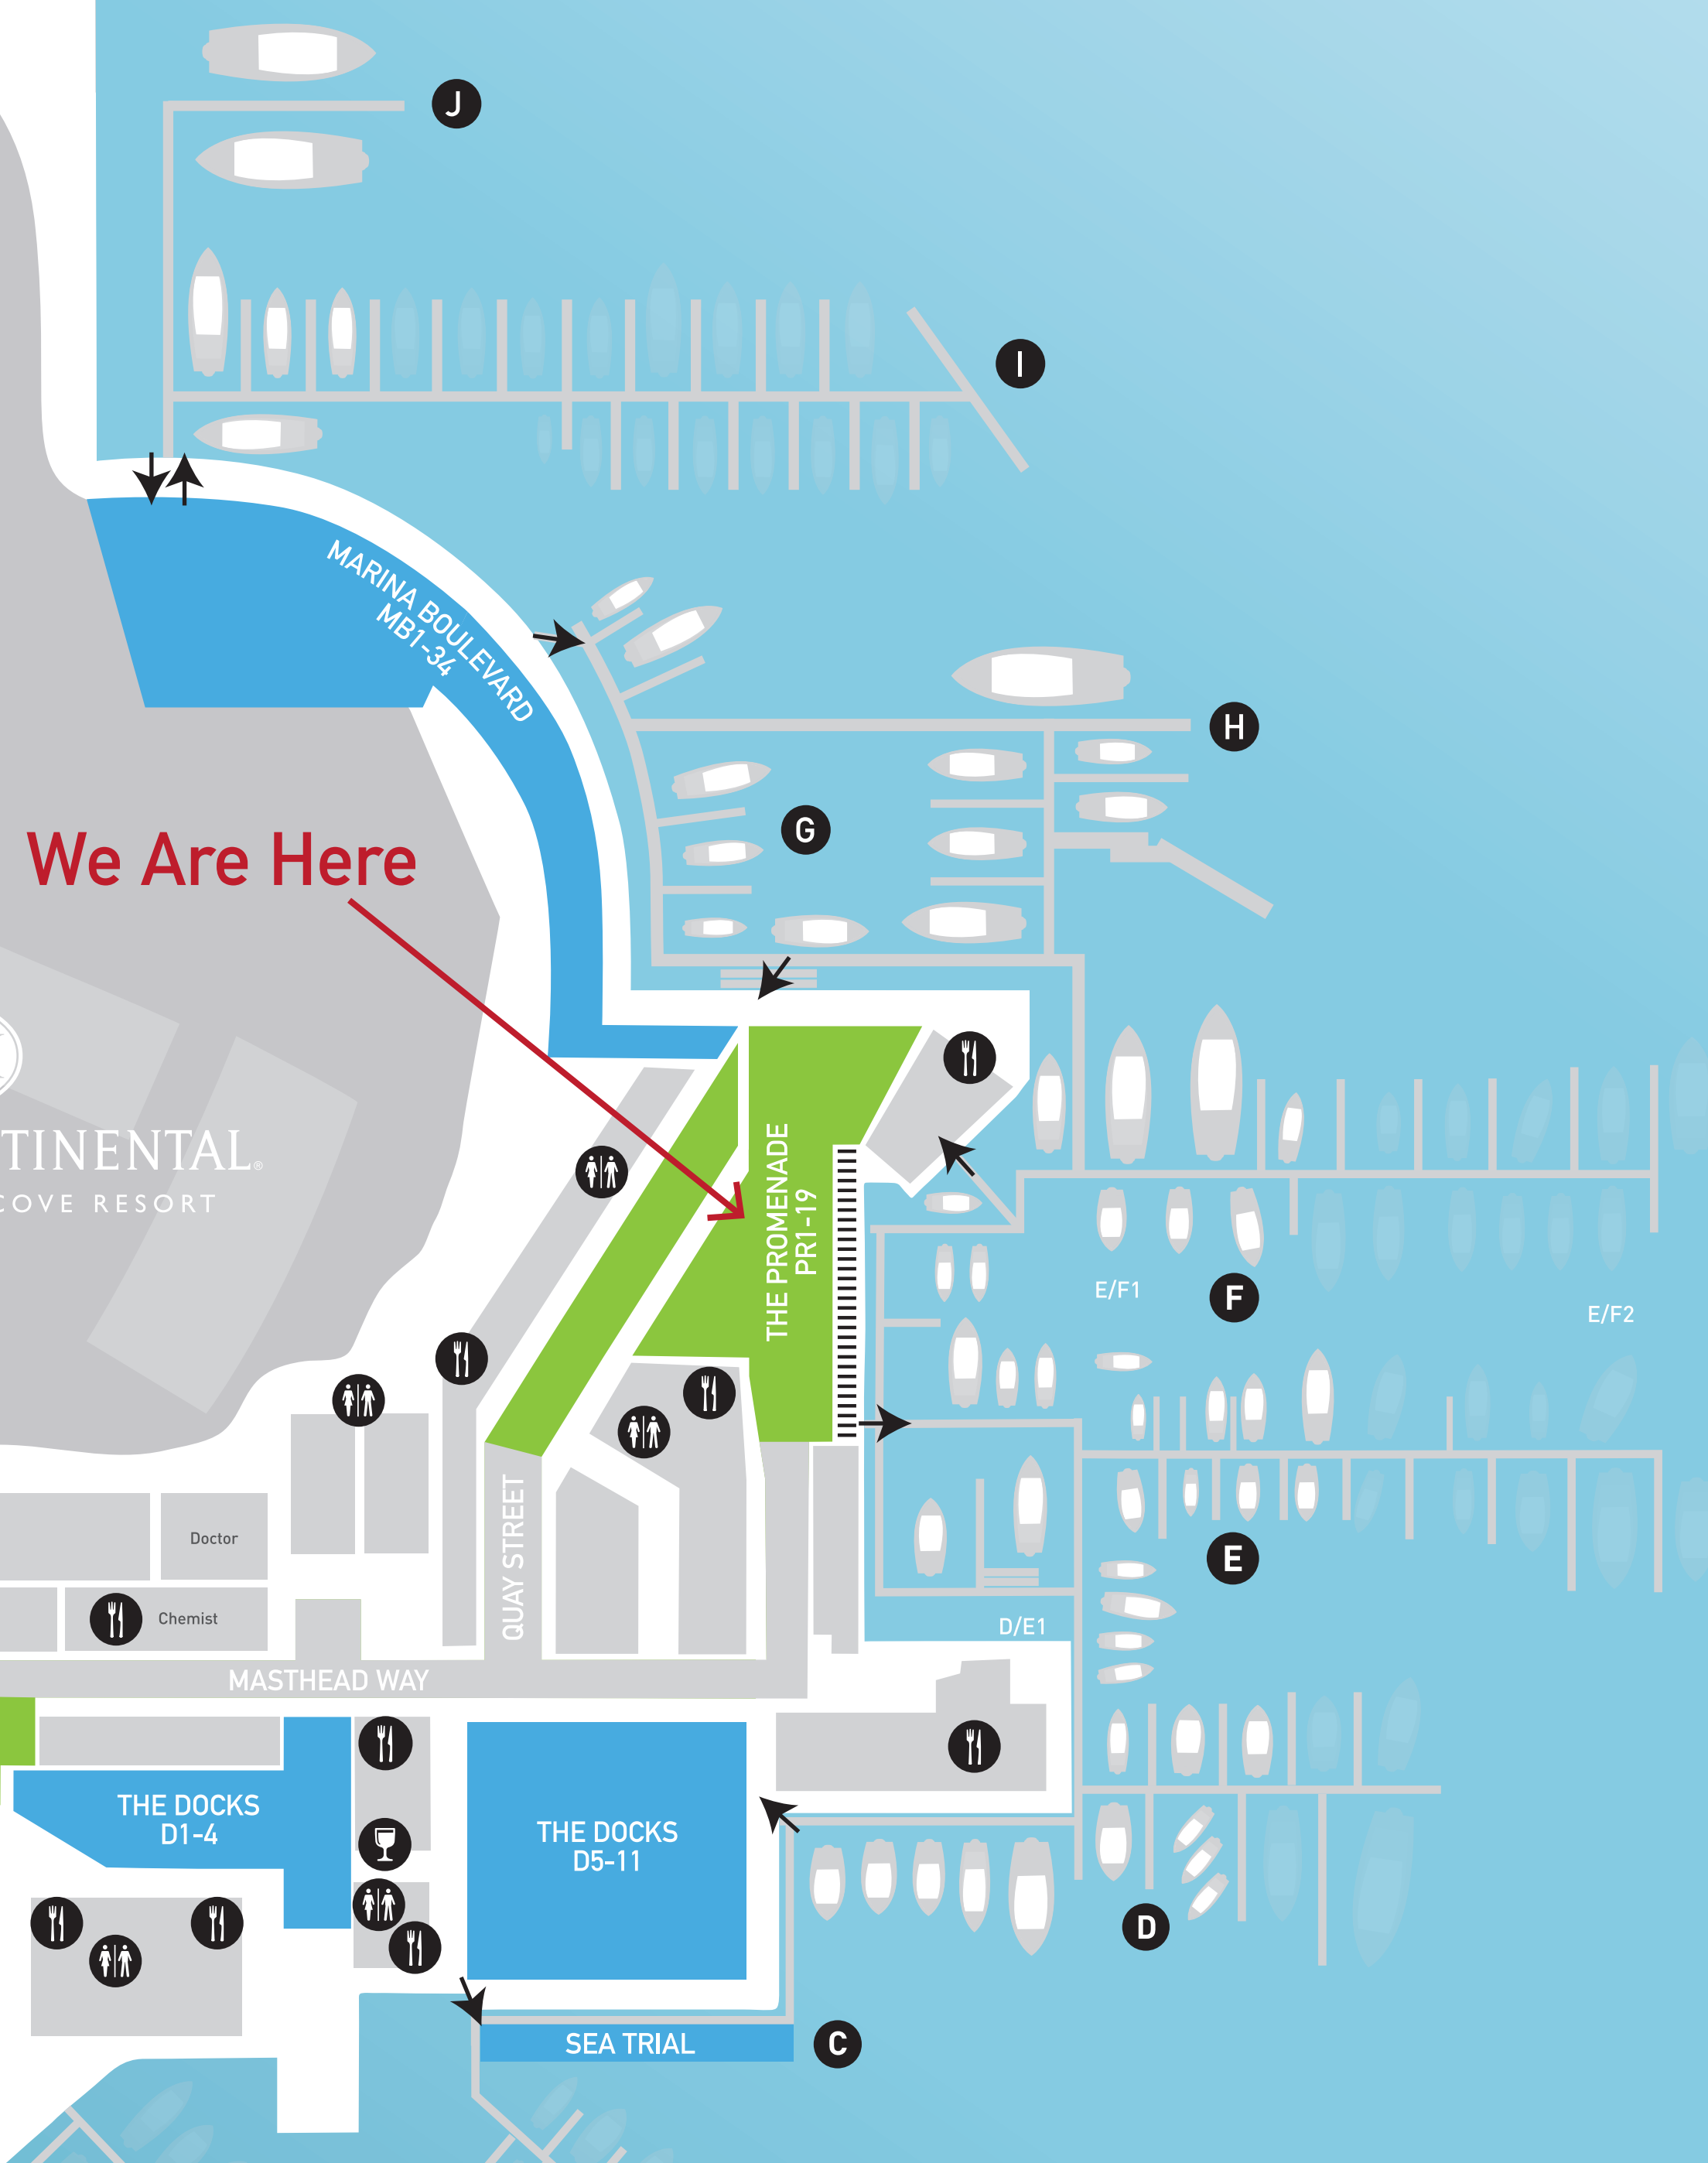 J
I
MARINA BOULEVARD
MB1-34
H
G
We Are Here
TINENTAL®
COVE RESORT
THE PROMENADE
PR1-19
E/F1
F
E/F2
Doctor
Chemist
QUAY STREET
E
D/E1
MASTHEAD WAY
THE DOCKS
D1-4
THE DOCKS
D5-11
D
SEA TRIAL
C